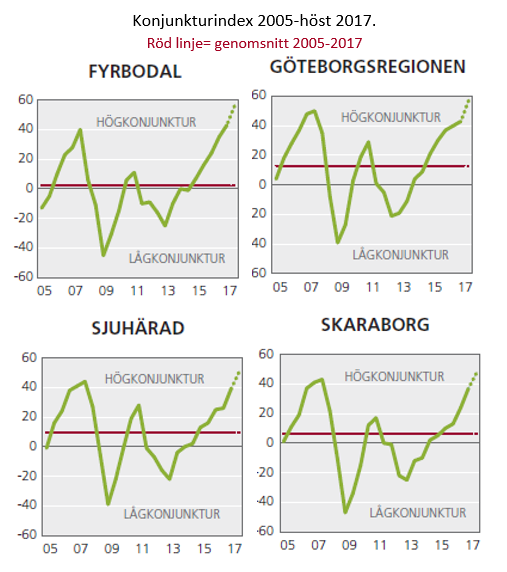 Konjunkturindex 2005-höst 2017.
Röd linje= genomsnitt 2005-2017
FYRBODAL
60
40
20
0
-20
-40
-60
HÖGKONJUNKTUR
LÅGKONJUNKTUR
05 07 09 11 13 15 17
GÖTEBORGSREGIONEN
60
40
20
0
20
40
60
HÖGKONJUNKTUR
LÅGKONJUNKTUR
05 07 09 11 13 15 17
SJUHÄRAD
60
40
20
0
-20
-40
-60
HÖGKONJUNKTUR
LÅGKONJUNKTUR
05 07 09 11 13 15 17
SKARABORG
60
40
20
0
-20
-40
-60
HÖGKONJUNKTUR
LÅGKONJUNKTUR
05 07 09 11 13 15 17